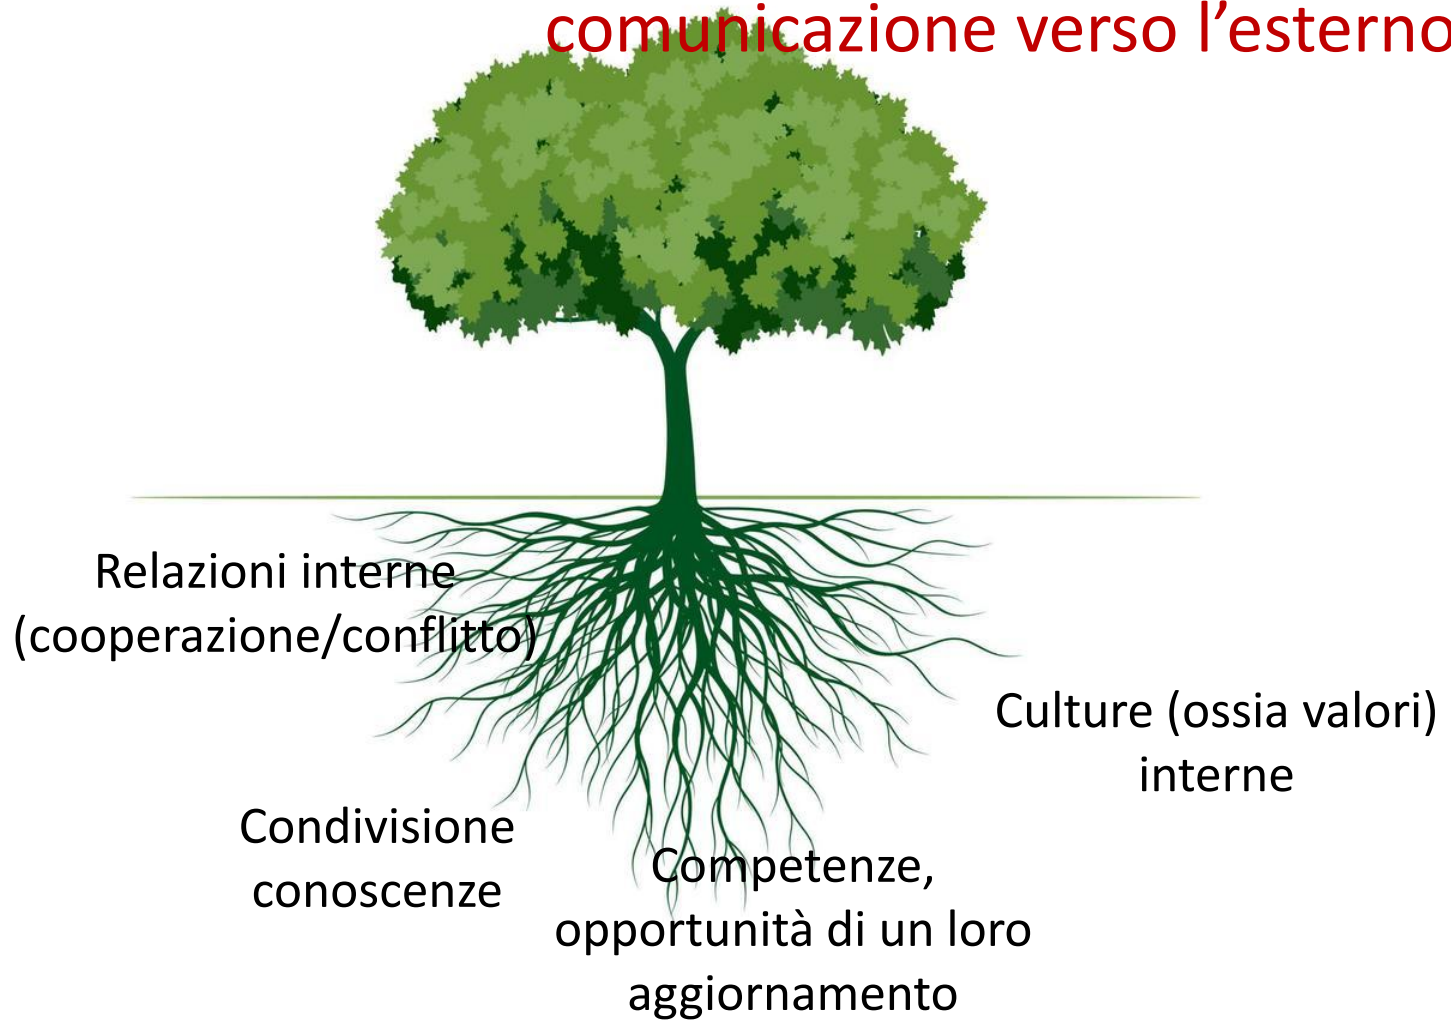 comunicazione verso l’esterno
Relazioni interne
(cooperazione/conflitto)
Culture (ossia valori)
interne
Condivisione
conoscenze
Competenze,
opportunità di un loro
aggiornamento